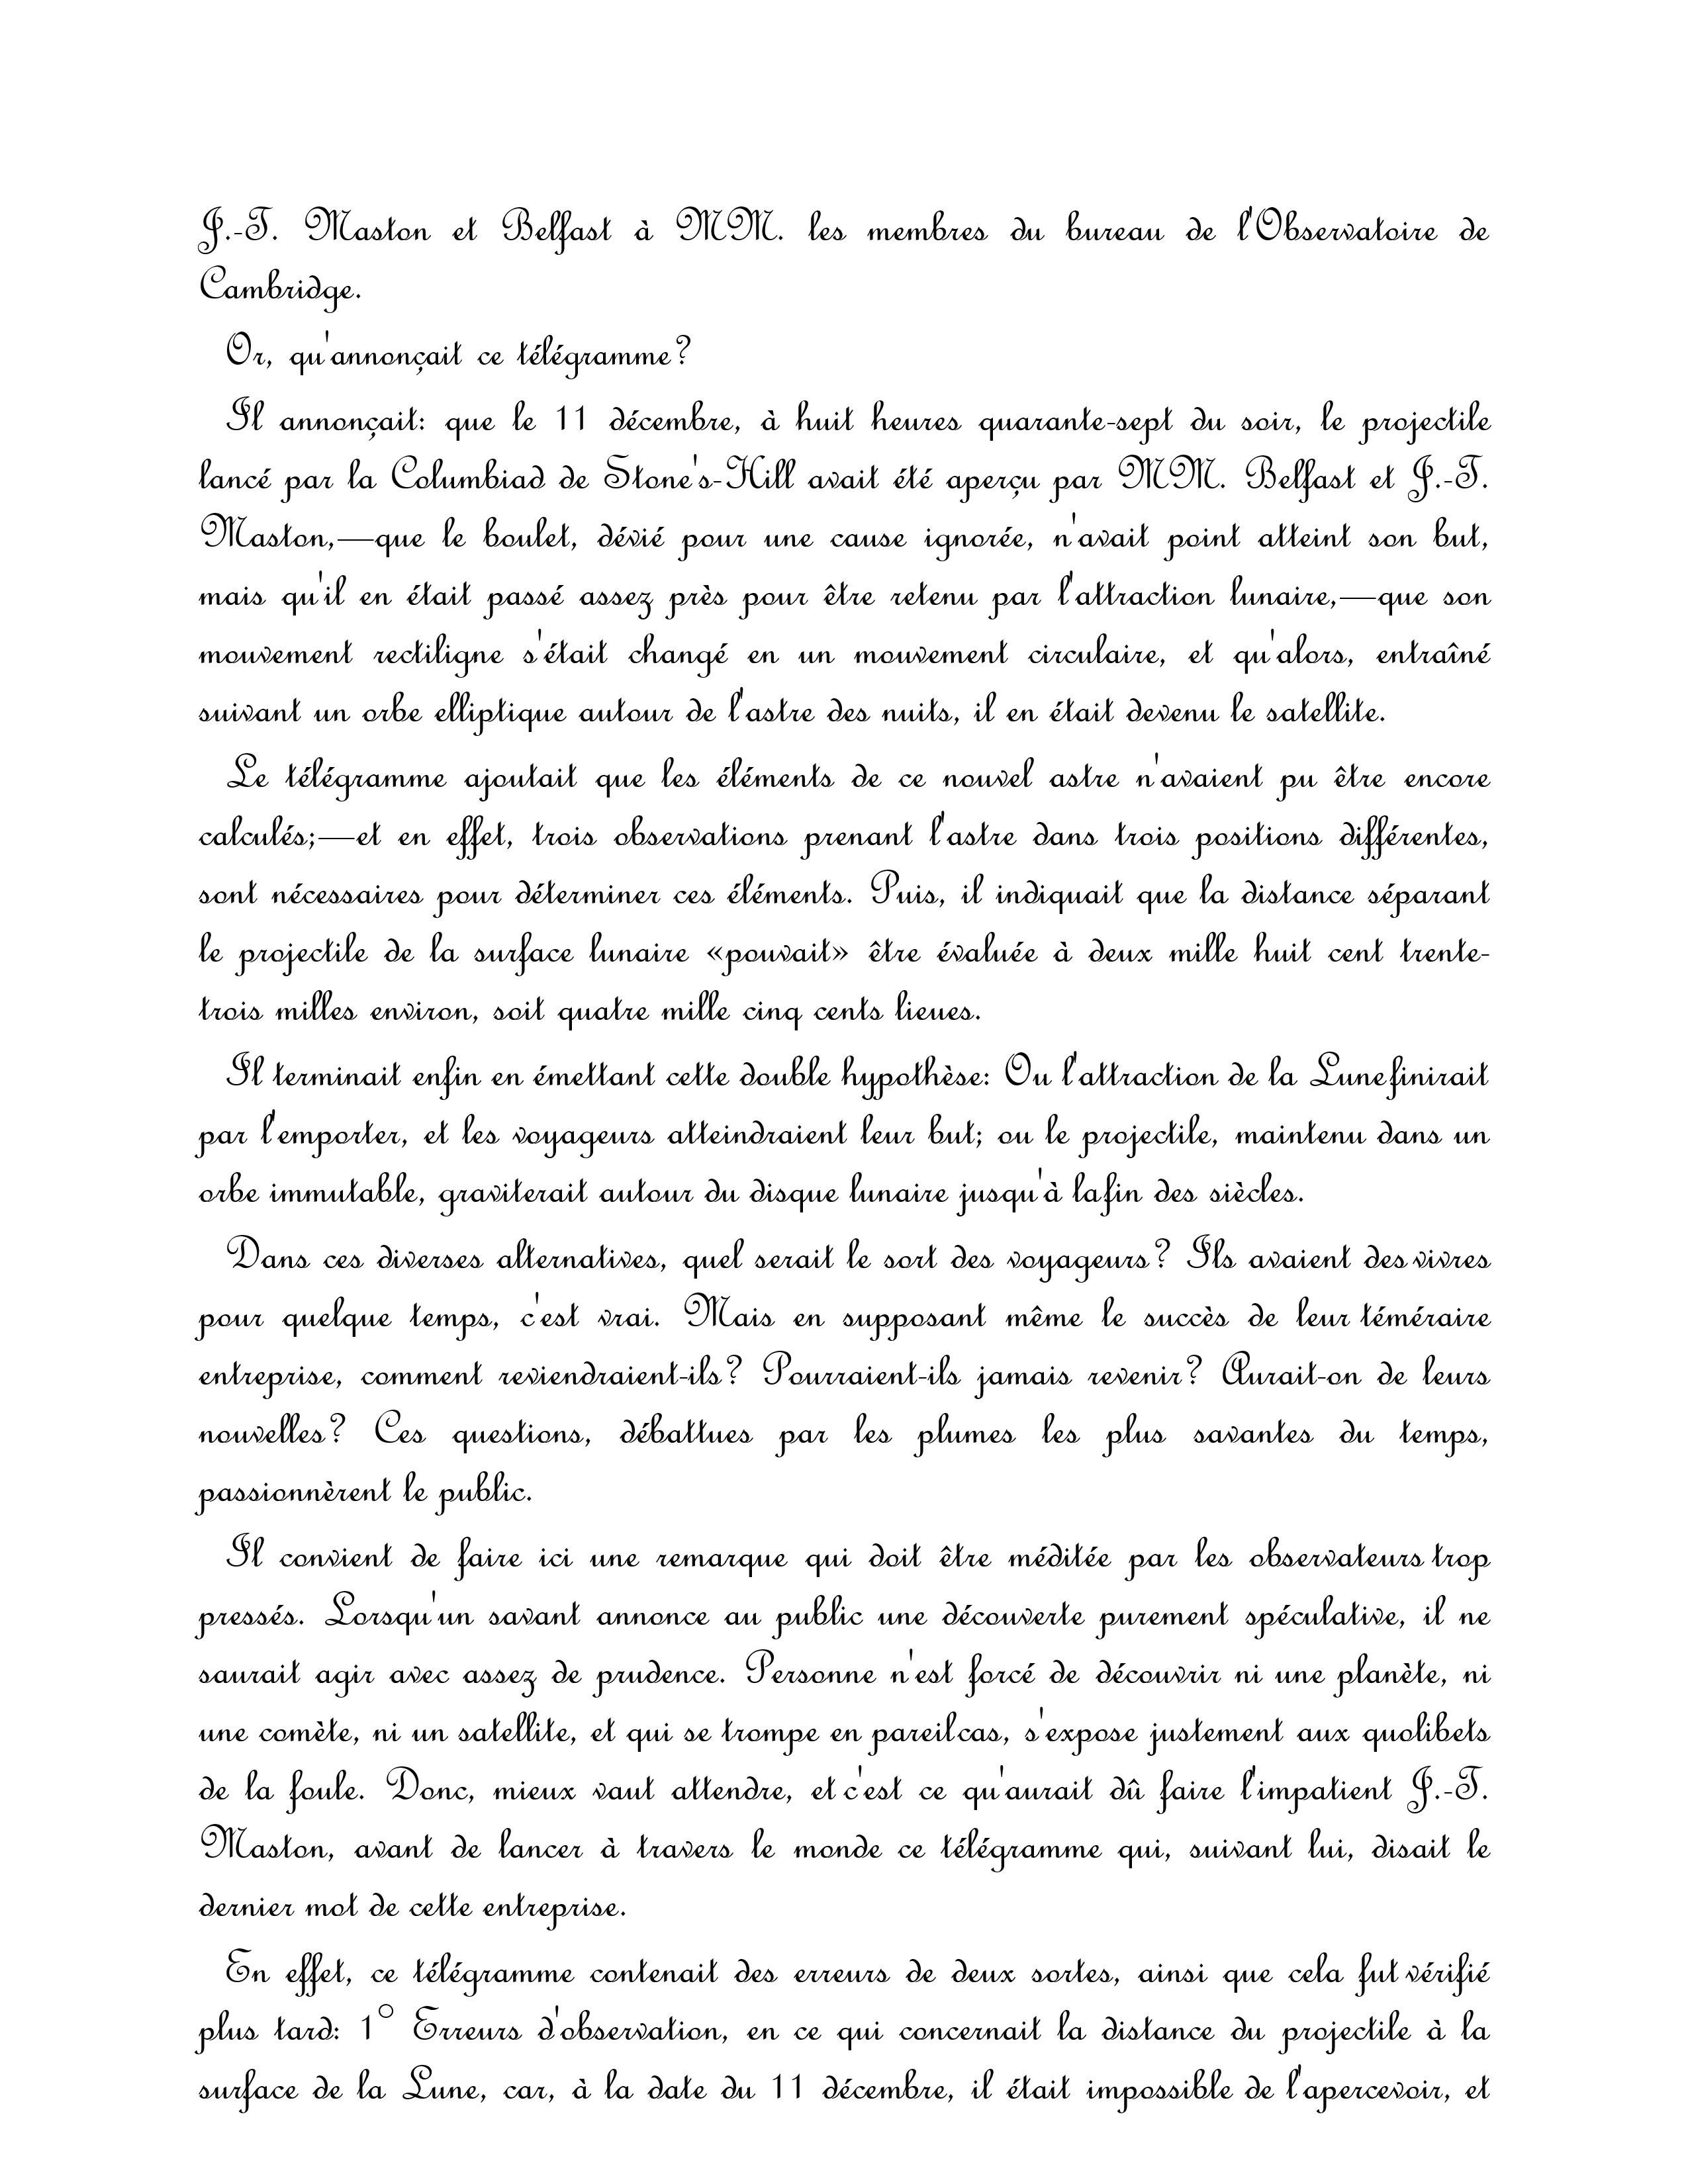 J.-T. Maston et Belfast à MM. les membres du bureau de l'Observatoire de
Cambridge.
Or, qu'annonçait ce télégramme?
Il annonçait: que le 11 décembre, à huit heures quarante-sept du soir, le projectile
lancé par la Columbiad de Stone's-Hill avait été aperçu par MM. Belfast et J.-T.
Maston,—que le boulet, dévié pour une cause ignorée, n'avait point atteint son but,
mais qu'il en était passé assez près pour être retenu par l'attraction lunaire,—que son
mouvement rectiligne s'était changé en un mouvement circulaire, et qu'alors, entraîné
suivant un orbe elliptique autour de l'astre des nuits, il en était devenu le satellite.
Le télégramme ajoutait que les éléments de ce nouvel astre n'avaient pu être encore
calculés;—et en effet, trois observations prenant l'astre dans trois positions différentes,
sont nécessaires pour déterminer ces éléments. Puis, il indiquait que la distance séparant
le projectile de la surface lunaire «pouvait» être évaluée à deux mille huit cent trente-
trois milles environ, soit quatre mille cinq cents lieues.
Il terminait enfin en émettant cette double hypothèse: Ou l'attraction de la Lune finirait
par l'emporter, et les voyageurs atteindraient leur but; ou le projectile, maintenu dans un
orbe immutable, graviterait autour du disque lunaire jusqu'à la fin des siècles.
Dans ces diverses alternatives, quel serait le sort des voyageurs? Ils avaient des vivres
pour quelque temps, c'est vrai. Mais en supposant même le succès de leur téméraire
entreprise, comment reviendraient-ils? Pourraient-ils jamais revenir? Aurait-on de leurs
nouvelles? Ces questions, débattues par les plumes les plus savantes du temps,
passionnèrent le public.
Il convient de faire ici une remarque qui doit être méditée par les observateurs trop
pressés. Lorsqu'un savant annonce au public une découverte purement spéculative, il ne
saurait agir avec assez de prudence. Personne n'est forcé de découvrir ni une planète, ni
une comète, ni un satellite, et qui se trompe en pareil cas, s'expose justement aux quolibets
de la foule. Donc, mieux vaut attendre, et c'est ce qu'aurait dû faire l'impatient J.-T.
Maston, avant de lancer à travers le monde ce télégramme qui, suivant lui, disait le
dernier mot de cette entreprise.
En effet, ce télégramme contenait des erreurs de deux sortes, ainsi que cela fut vérifié
plus tard: 1° Erreurs d'observation, en ce qui concernait la distance du projectile à la
surface de la Lune, car, à la date du 11 décembre, il était impossible de l'apercevoir, et